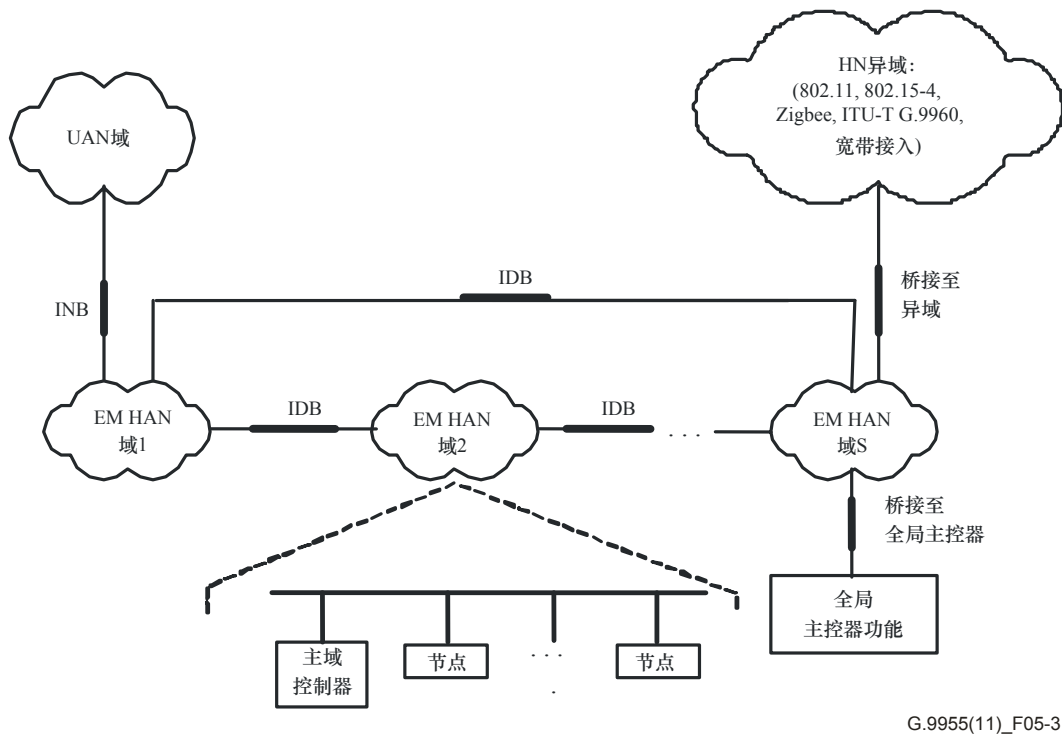 HN异域:
(802.11, 802.15-4,
Zigbee, ITU-T G.9960,
宽带接入)
UAN域
IDB
桥接至
异域
INB
EM HAN
域1
IDB
EM HAN
域2
IDB
. . .
EM HAN
域S
桥接至
全局主控器
全局
主控器功能
主域
控制器
节点
. . .
.
节点
G.9955(11)_F05-3